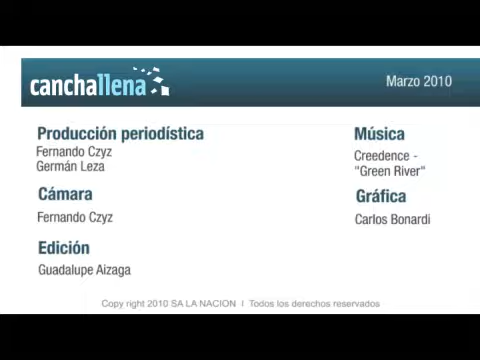 canchallena
Marzo 2010
Producción periodística
Fernando Czyz
Germán Leza
Música
Creedence -
"Green River"
Cámara
Fernando Czyz
Gráfica
Carlos Bonardi
Edición
Guadalupe Aizaga
Copy right 2010 SA LA NACION I Todos los derechos reservados